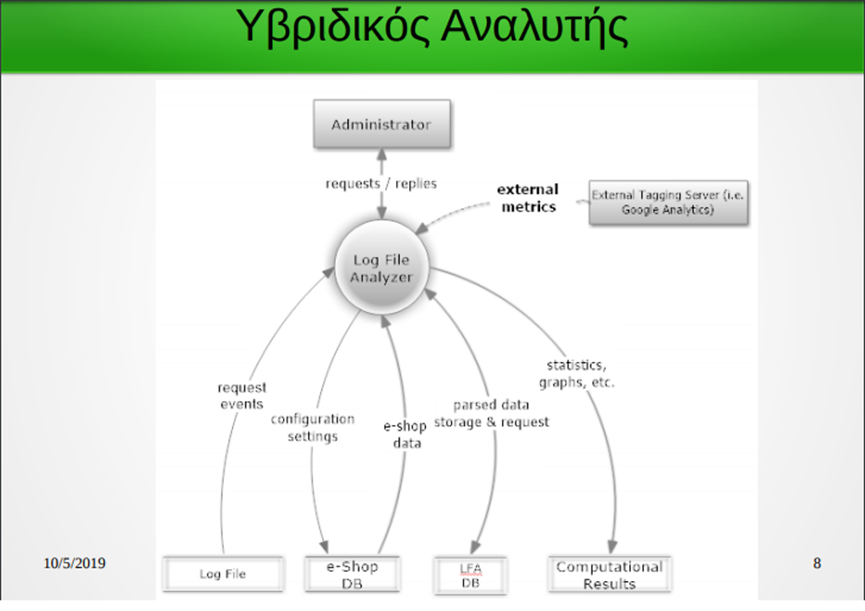 Υβριδικός Αναλυτής
Administrator
requests / replies
external
metrics
External Tagging Server (i.e.
Google Analytics)
Log File
Analyzer
statistics,
graphs, etc.
request
events
configuration
settings
e-shop
data
parsed data
storage & request
10/5/2019
8
Log File
e-Shop
DB
LFA
DB
Computational
Results